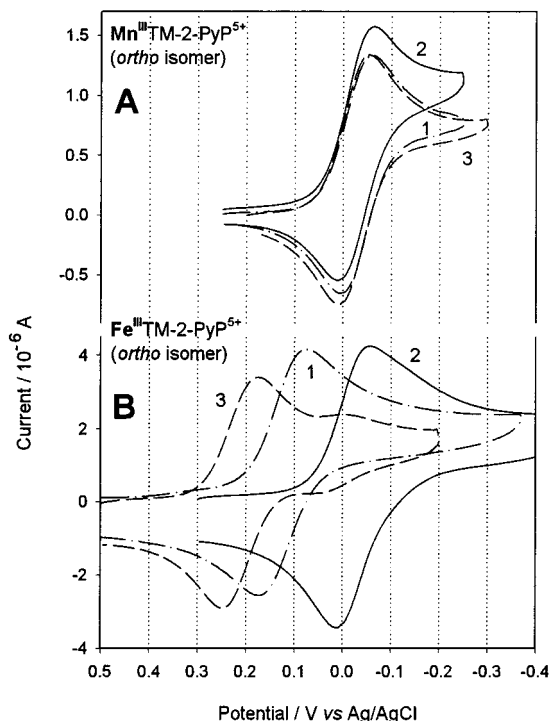 Mn^III TM-2-PyP^5+
(ortho isomer)
A
1.5
1.0
0.5
0.0
-0.5
2
1
3
Fe^III TM-2-PyP^5+
(ortho isomer)
B
4
2
0
-2
-4
3
1
2
Current / 10^-6 A
0.5 0.4 0.3 0.2 0.1 0.0 -0.1 -0.2 -0.3 -0.4
Potential / V vs Ag/AgCl